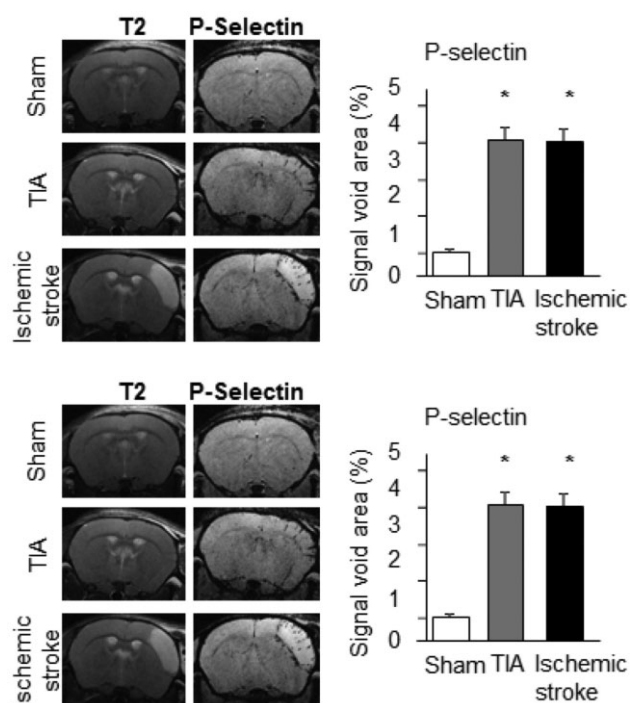 T2 P-Selectin
Sham
TIA
Ischemic
stroke
P-selectin
Signal void area (%)
5
4
3
2
1
0
*
*
Sham TIA Ischemic
stroke
T2 P-Selectin
Sham
TIA
schemic
stroke
P-selectin
Signal void area (%)
5
4
3
2
1
0
*
*
Sham TIA Ischemic
stroke